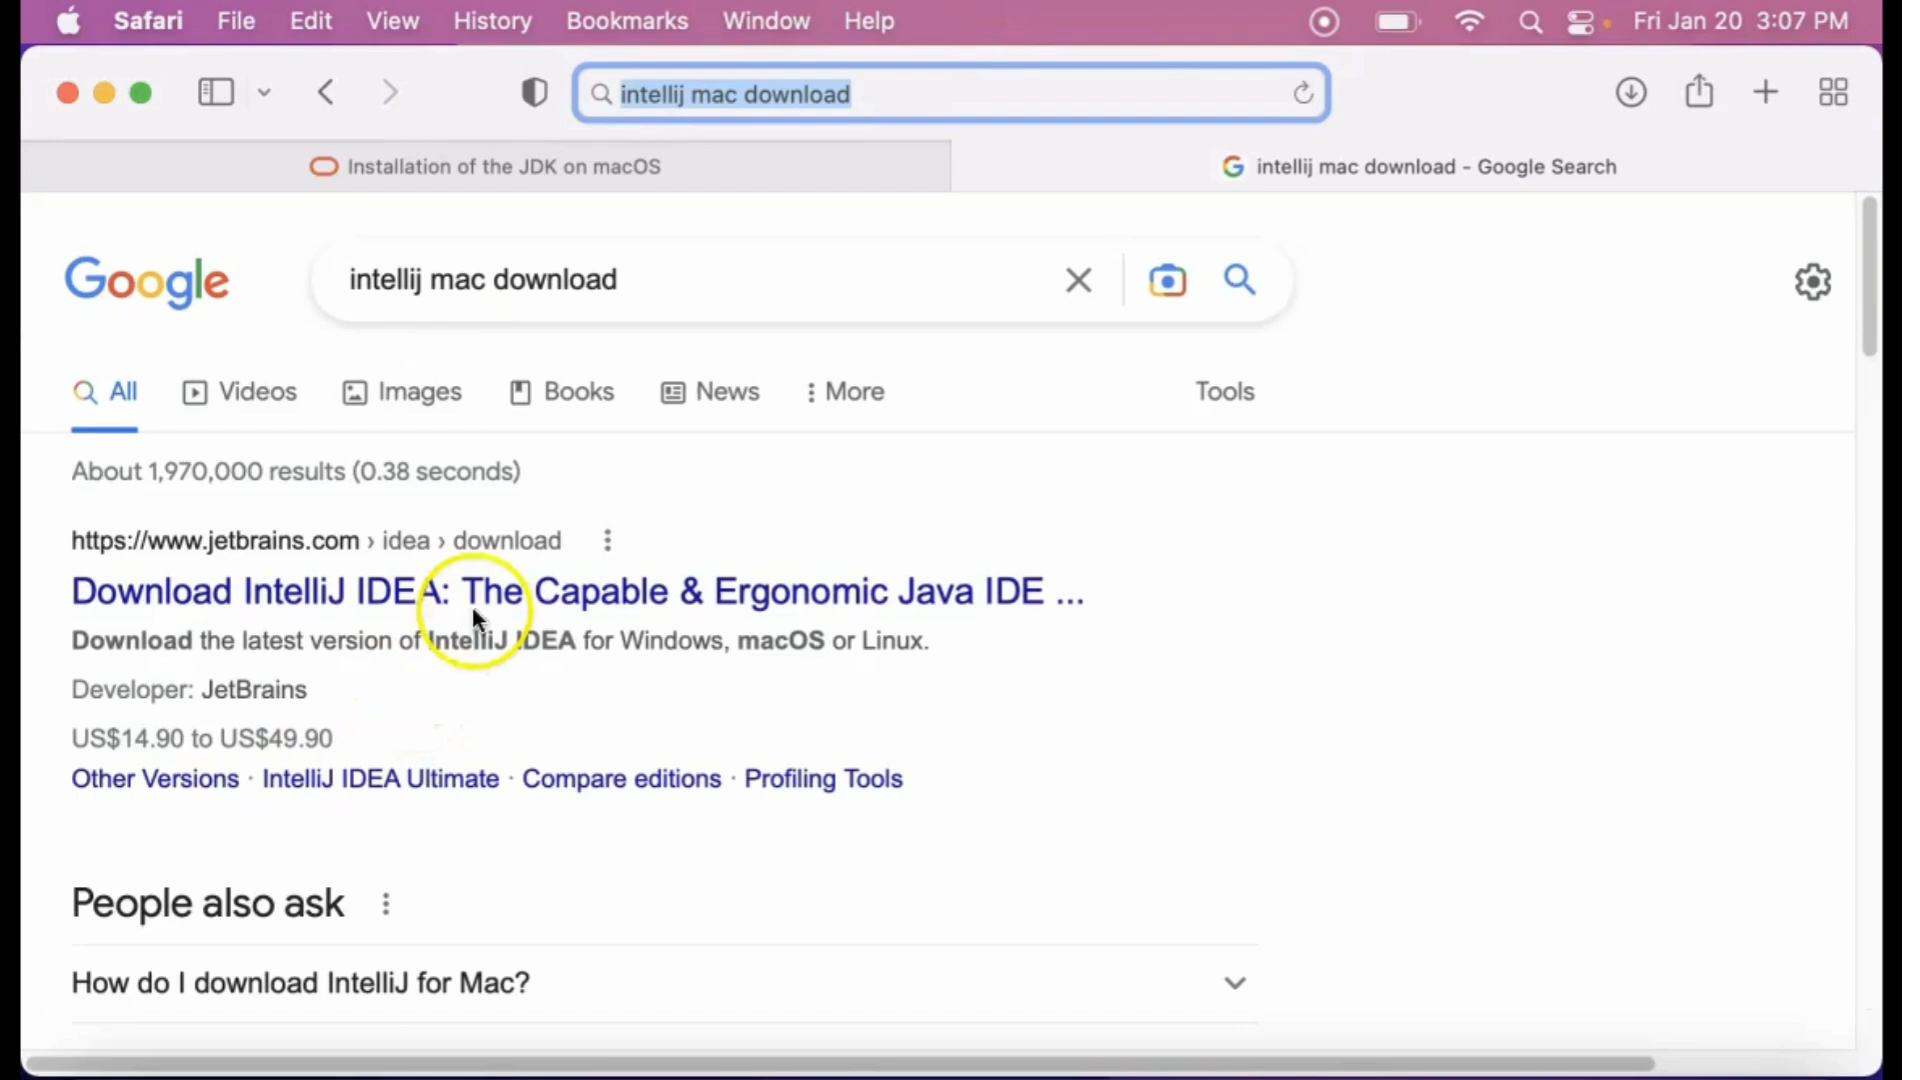 Safari File Edit View History Bookmarks Window Help Fri Jan 20 3:07 PM
intellij mac download
Installation of the JDK on macOS intellij mac download - Google Search
Google intellij mac download
All Videos Images Books News More Tools
About 1,970,000 results (0.38 seconds)
https://www.jetbrains.com › idea › download
Download IntelliJ IDEA: The Capable & Ergonomic Java IDE ...
Download the latest version of IntelliJ IDEA for Windows, macOS or Linux.
Developer: JetBrains
US$14.90 to US$49.90
Other Versions · IntelliJ IDEA Ultimate · Compare editions · Profiling Tools
People also ask
How do I download IntelliJ for Mac?